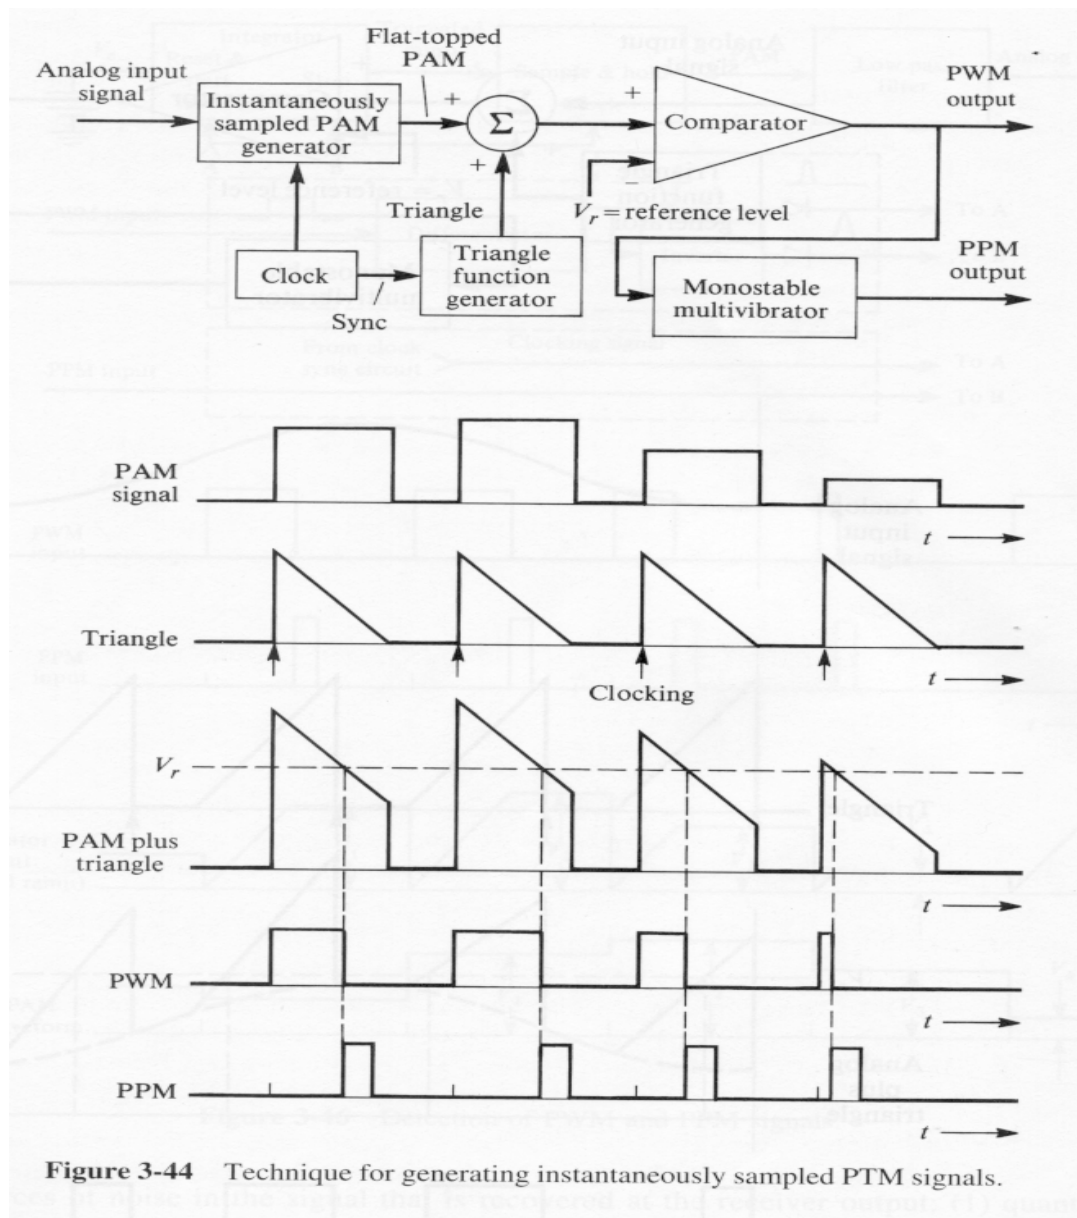 Flat-topped
PAM
Analog input
signal
Instantaneously
sampled PAM
generator
+
Σ
+
+
Comparator
−
PWM
output
Triangle
V_r = reference level
Clock
Sync
Triangle
function
generator
Monostable
multivibrator
PPM
output
PAM
signal
t
Triangle
Clocking
t
V_r
PAM plus
triangle
t
PWM
t
PPM
t
Figure 3-44 Technique for generating instantaneously sampled PTM signals.